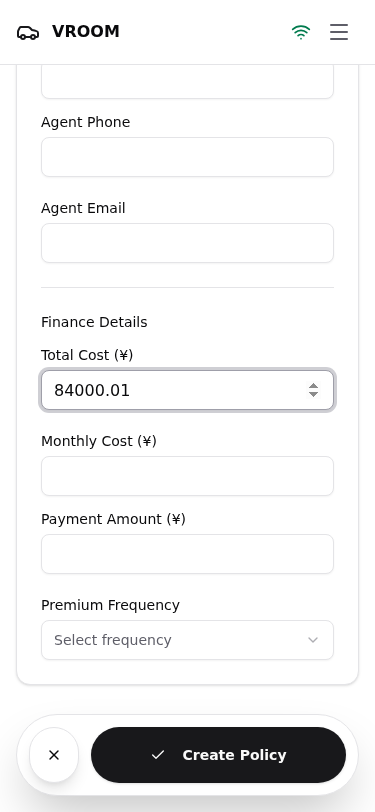 VROOM
Agent Phone
Agent Email
Finance Details
Total Cost (¥)
84000.01
Monthly Cost (¥)
Payment Amount (¥)
Premium Frequency
Select frequency
Create Policy